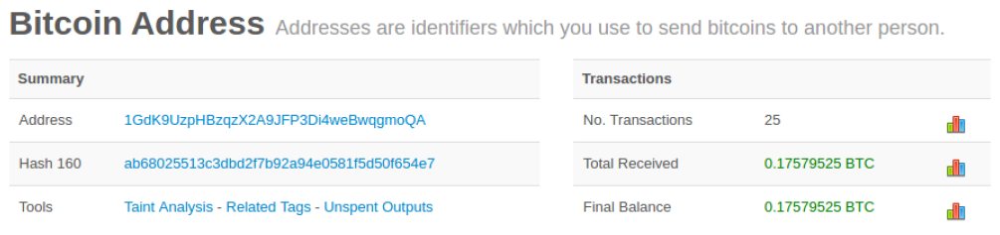 Bitcoin Address Addresses are identifiers which you use to send bitcoins to another person.
Summary
Address 1GdK9UzpHBzqzX2A9JFP3Di4weBwqgmoQA
Hash 160 ab68025513c3dbd2f7b92a94e0581f5d50f654e7
Tools Taint Analysis - Related Tags - Unspent Outputs
Transactions
No. Transactions 25
Total Received 0.17579525 BTC
Final Balance 0.17579525 BTC